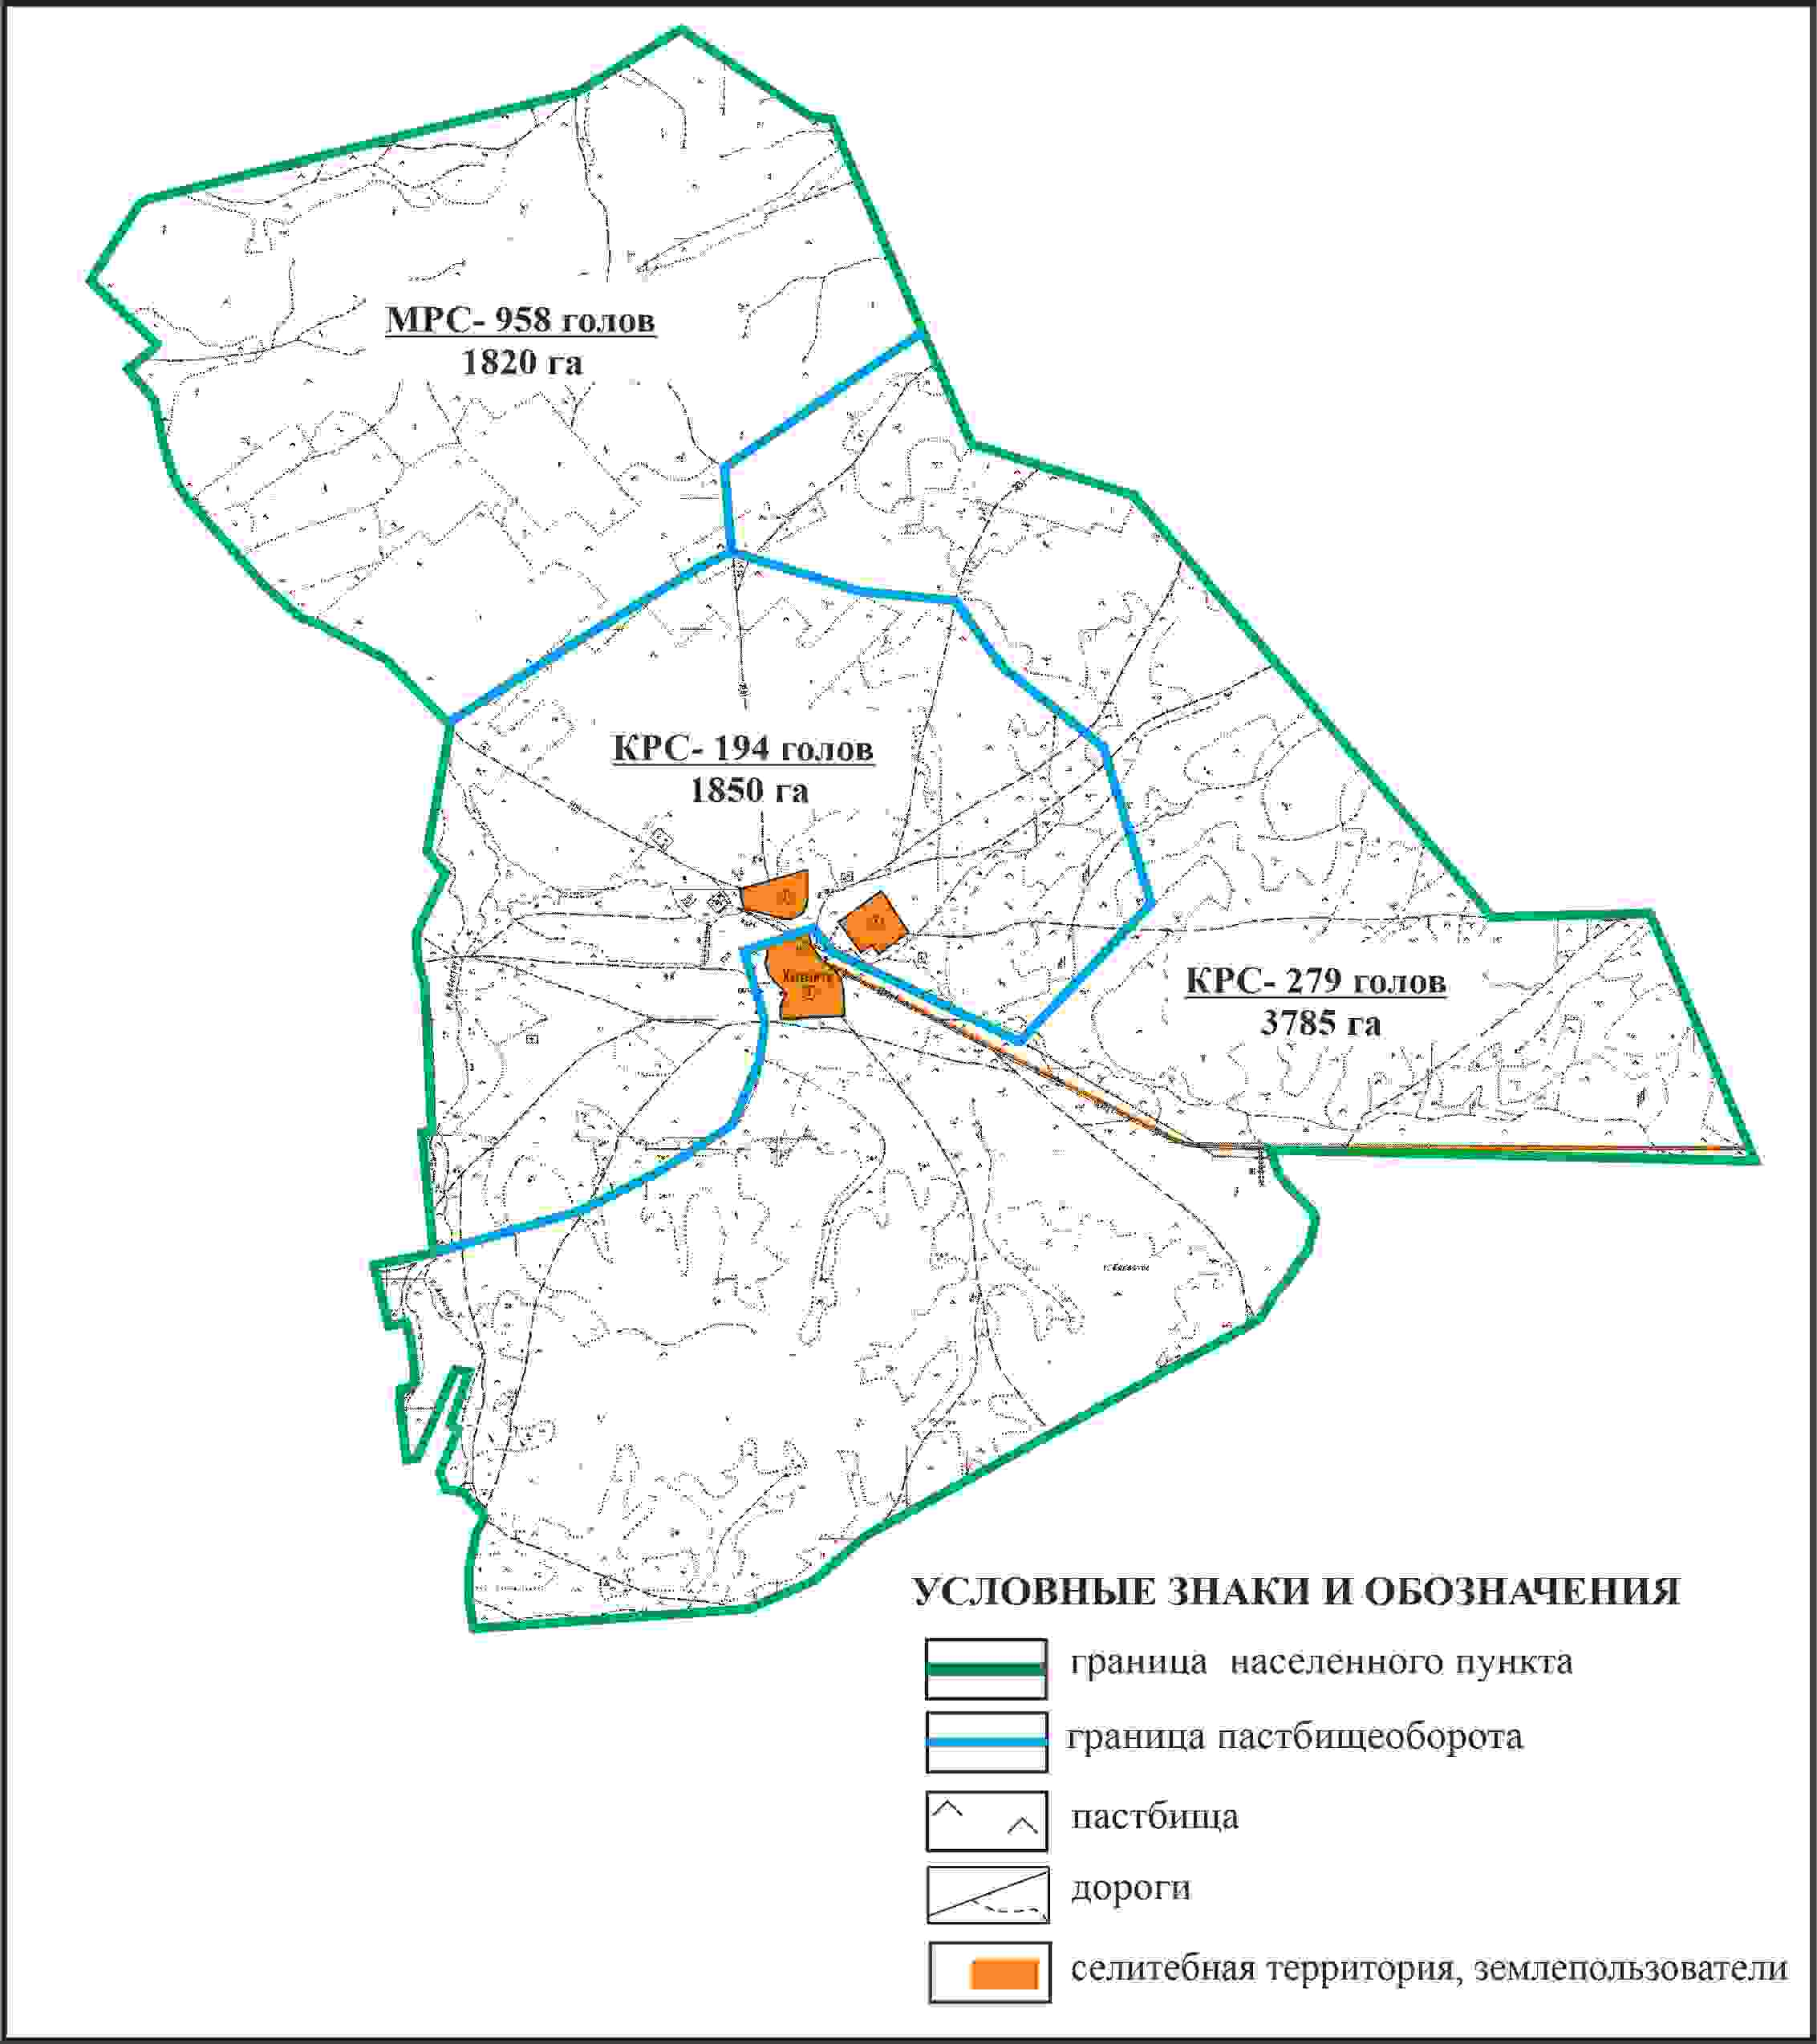 МРС- 958 голов
1820 га
КРС- 194 голов
1850 га
КРС- 279 голов
3785 га
УСЛОВНЫЕ ЗНАКИ И ОБОЗНАЧЕНИЯ
граница населенного пункта
граница пастбищеоборота
пастбища
дороги
селитебная территория, землепользователи